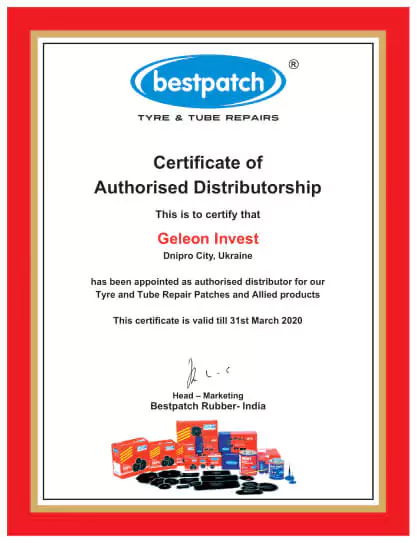 bestpatch ®
TYRE & TUBE REPAIRS
Certificate of
Authorised Distributorship
This is to certify that
Geleon Invest
Dnipro City, Ukraine
has been appointed as authorised distributor for our
Tyre and Tube Repair Patches and Allied products
This certificate is valid till 31st March 2020
Head – Marketing
Bestpatch Rubber- India